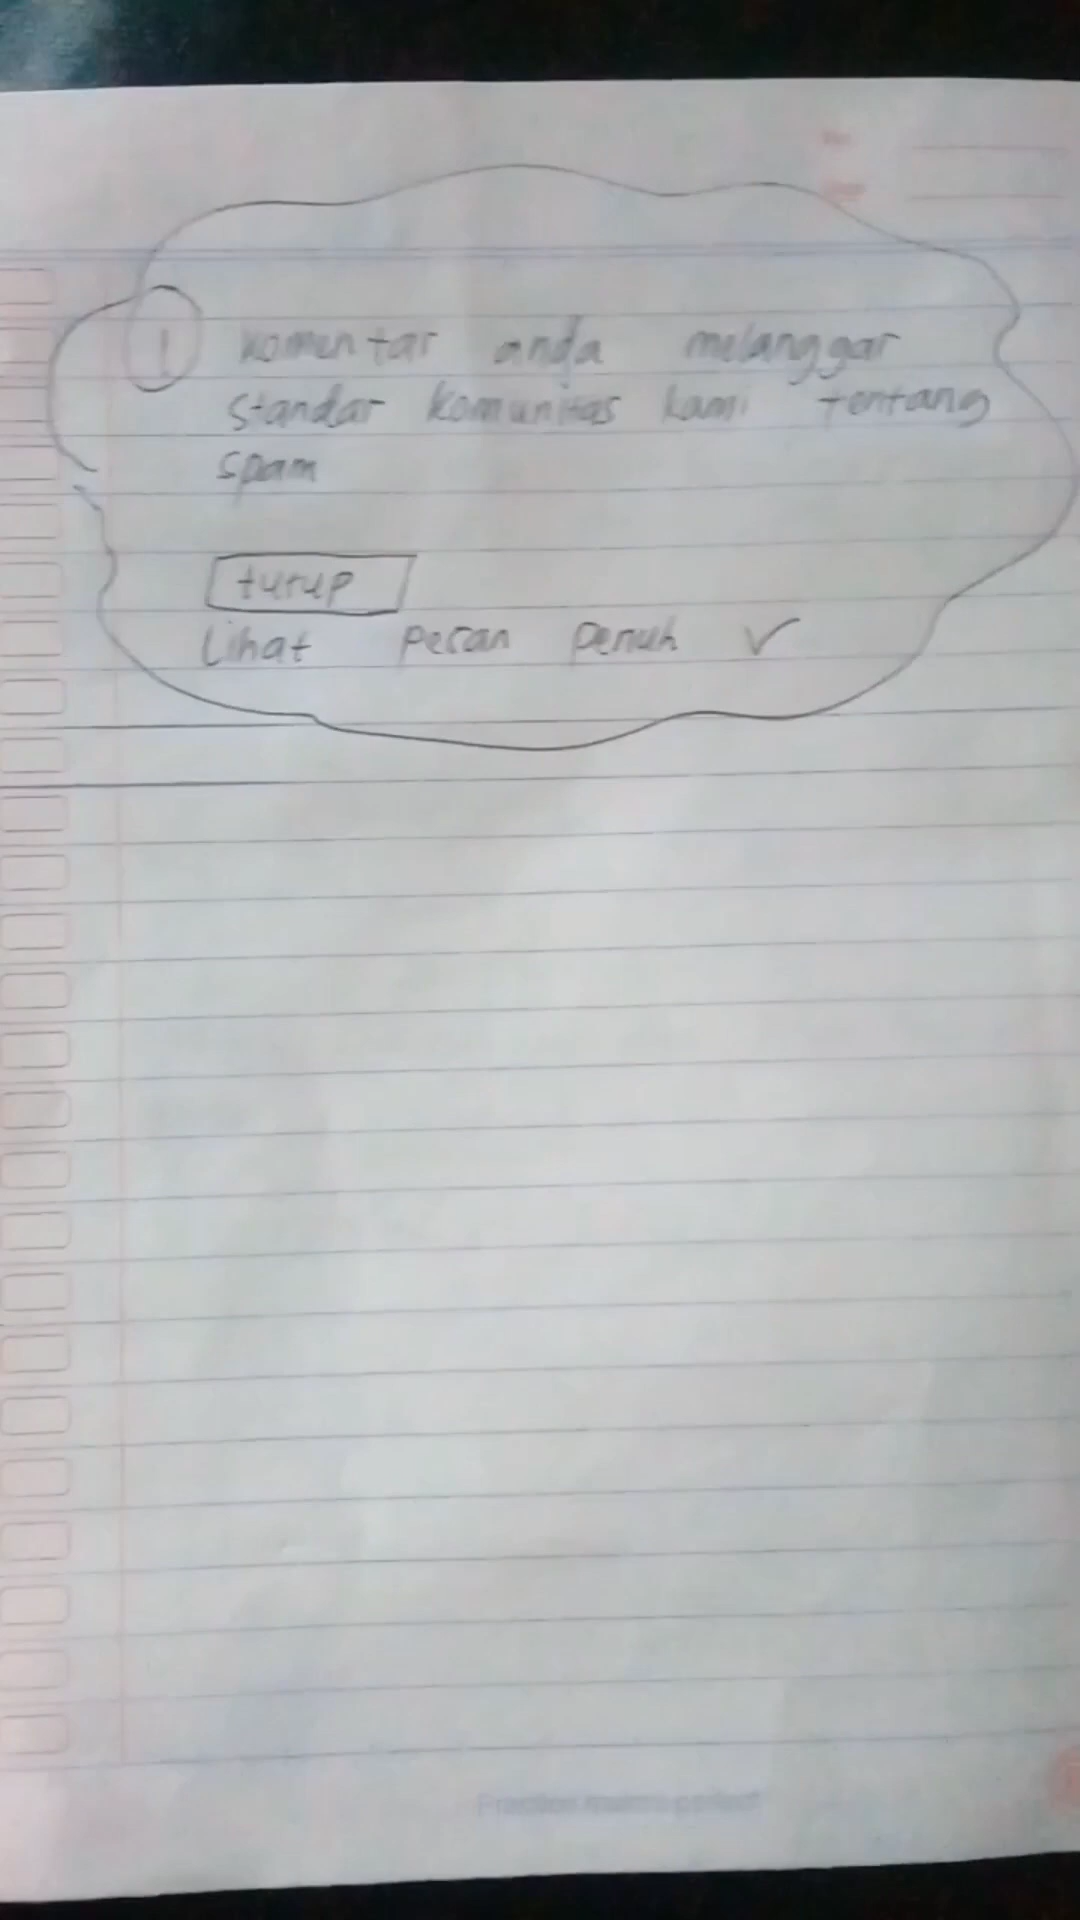 ! komentar anda melanggar
standar komunitas kami tentang
spam
tutup
Lihat pesan penuh